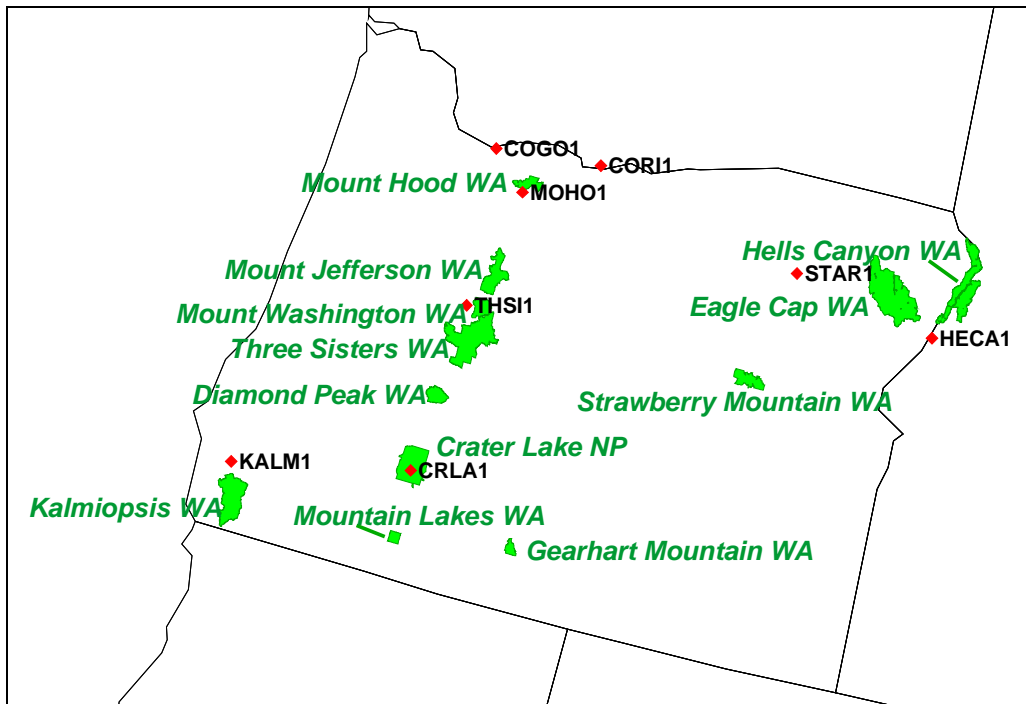 COGO1
CORI1
Mount Hood WA
MOHO1
Hells Canyon WA
Mount Jefferson WA
STAR1
Eagle Cap WA
THSI1
Mount Washington WA
HECA1
Three Sisters WA
Diamond Peak WA
Strawberry Mountain WA
Crater Lake NP
KALM1
CRLA1
Kalmiopsis WA
Mountain Lakes WA
Gearhart Mountain WA